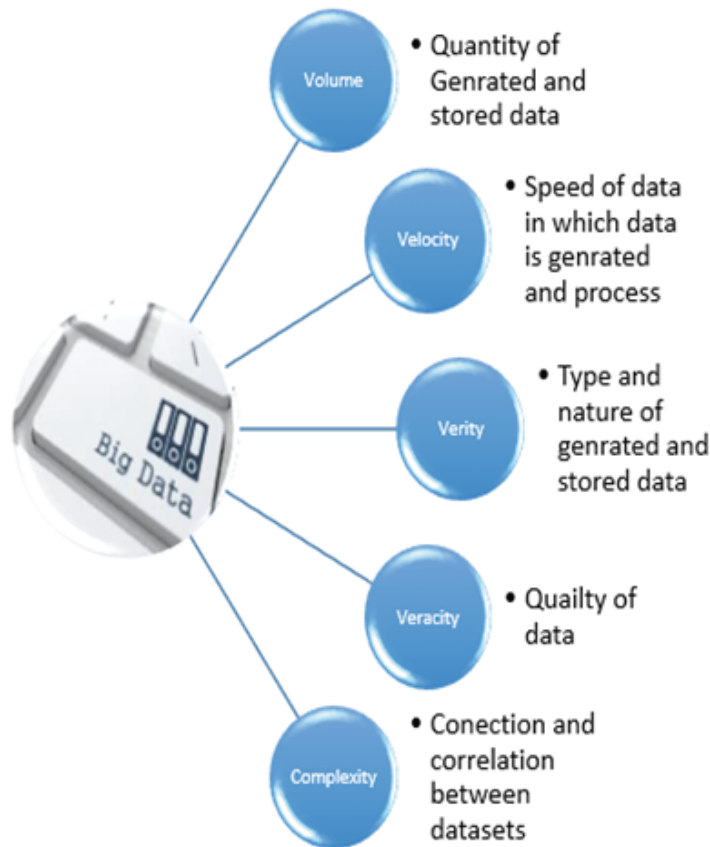 Volume
• Quantity of
Genrated and
stored data
Velocity
• Speed of data
in which data
is genrated
and process
Big Data
Verity
• Type and
nature of
genrated and
stored data
Veracity
• Quailty of
data
Complexity
• Conection and
correlation
between
datasets